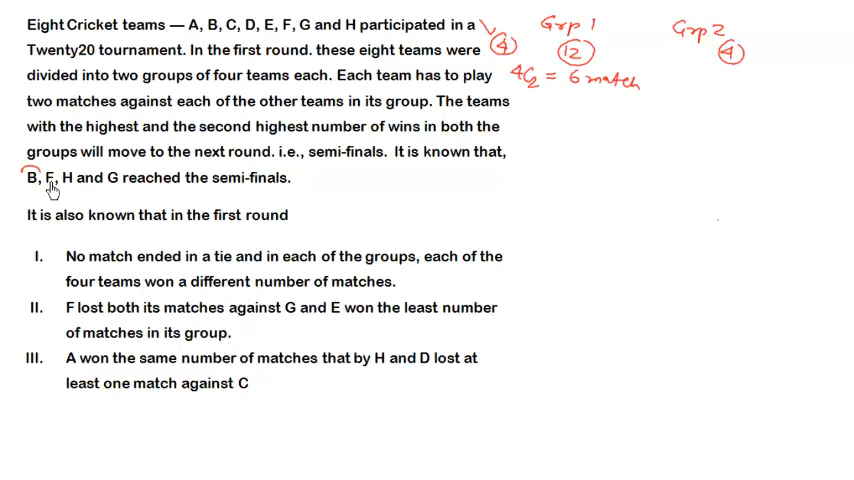 Eight Cricket teams — A, B, C, D, E, F, G and H participated in a
Twenty20 tournament. In the first round. these eight teams were
divided into two groups of four teams each. Each team has to play
two matches against each of the other teams in its group. The teams
with the highest and the second highest number of wins in both the
groups will move to the next round. i.e., semi-finals. It is known that,
B, F, H and G reached the semi-finals.
It is also known that in the first round
I. No match ended in a tie and in each of the groups, each of the
four teams won a different number of matches.
II. F lost both its matches against G and E won the least number
of matches in its group.
III. A won the same number of matches that by H and D lost at
least one match against C
4
Grp 1
12
4C2 = 6 match
Grp 2
4